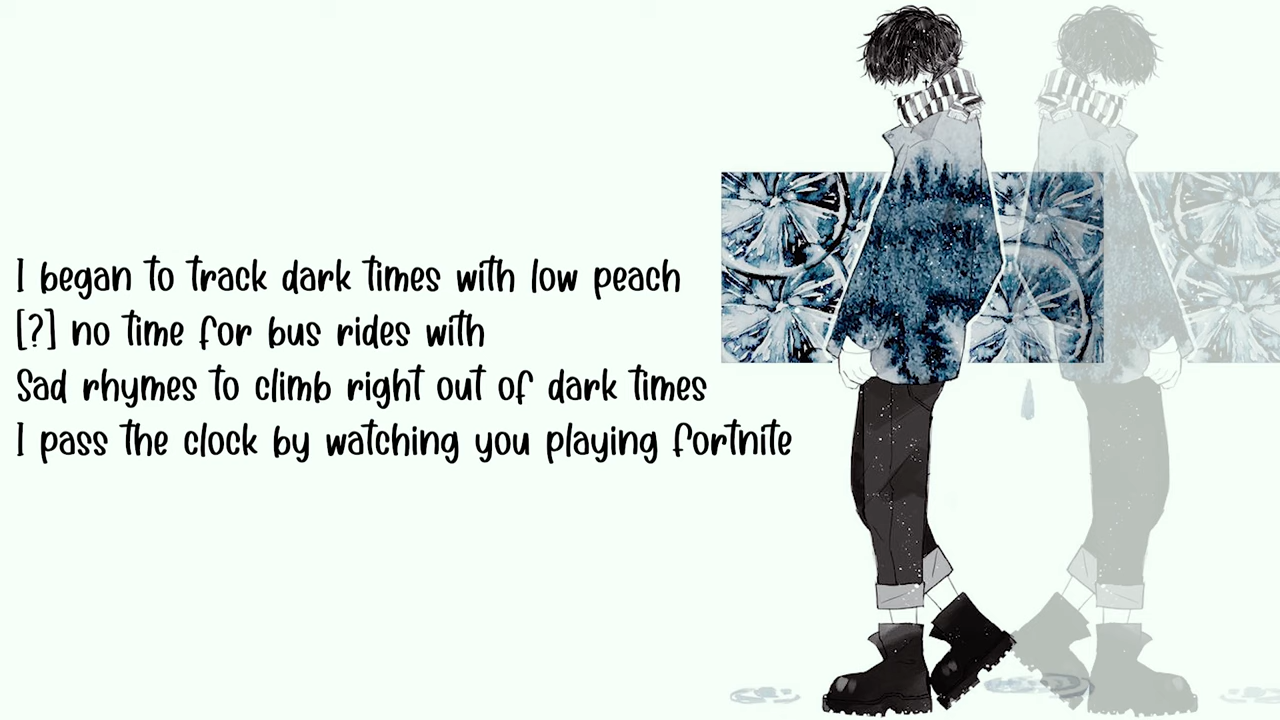 I began to track dark times with low peach
[?] no time for bus rides with
Sad rhymes to climb right out of dark times
I pass the clock by watching you playing fortnite